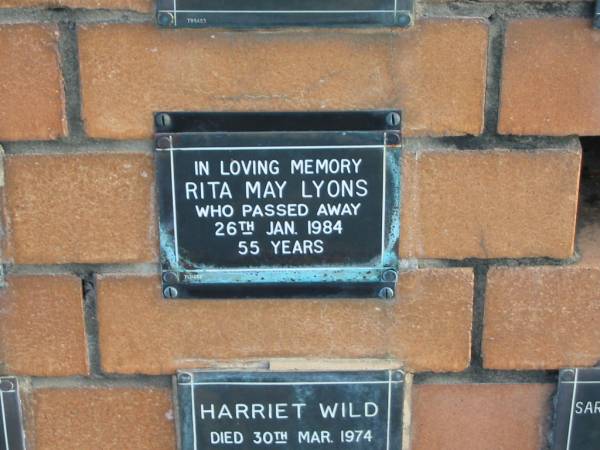 IN LOVING MEMORY
RITA MAY LYONS
WHO PASSED AWAY
26TH JAN. 1984
55 YEARS
HARRIET WILD
DIED 30TH MAR. 1974
SAR